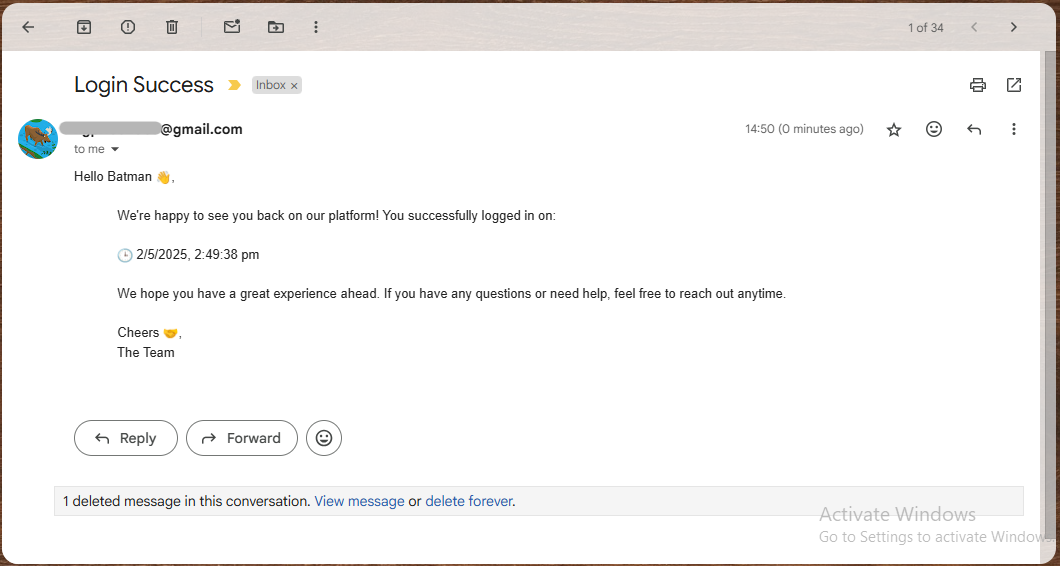 1 of 34
Login Success Inbox ×
@gmail.com 14:50 (0 minutes ago)
to me
Hello Batman 👋,
We're happy to see you back on our platform! You successfully logged in on:
🕒 2/5/2025, 2:49:38 pm
We hope you have a great experience ahead. If you have any questions or need help, feel free to reach out anytime.
Cheers 🤝,
The Team
Reply Forward
1 deleted message in this conversation. View message or delete forever.
Activate Windows
Go to Settings to activate Windows.